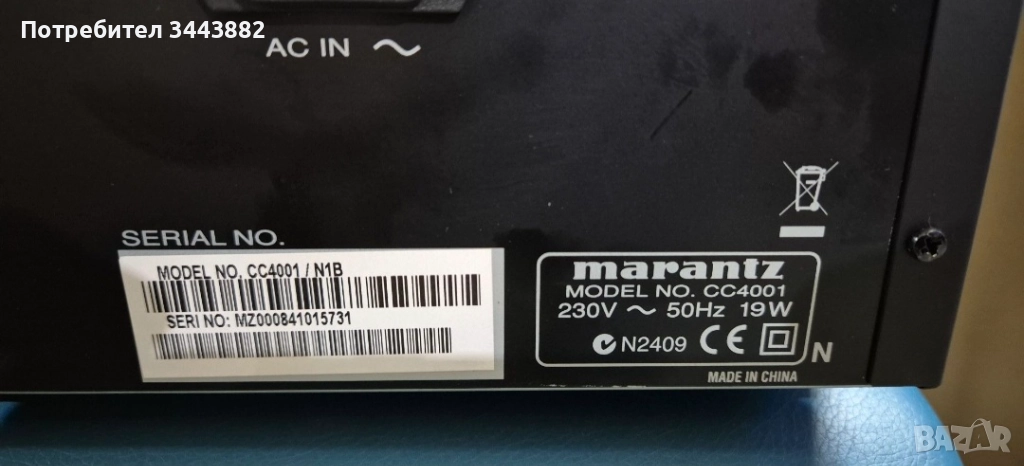 Потребител 3443882
AC IN
SERIAL NO.
MODEL NO. CC4001 / N1B
SERI NO: MZ000841015731
marantz
MODEL NO. CC4001
230V ~ 50Hz 19W
N2409 CE
N
MADE IN CHINA
BAZAR